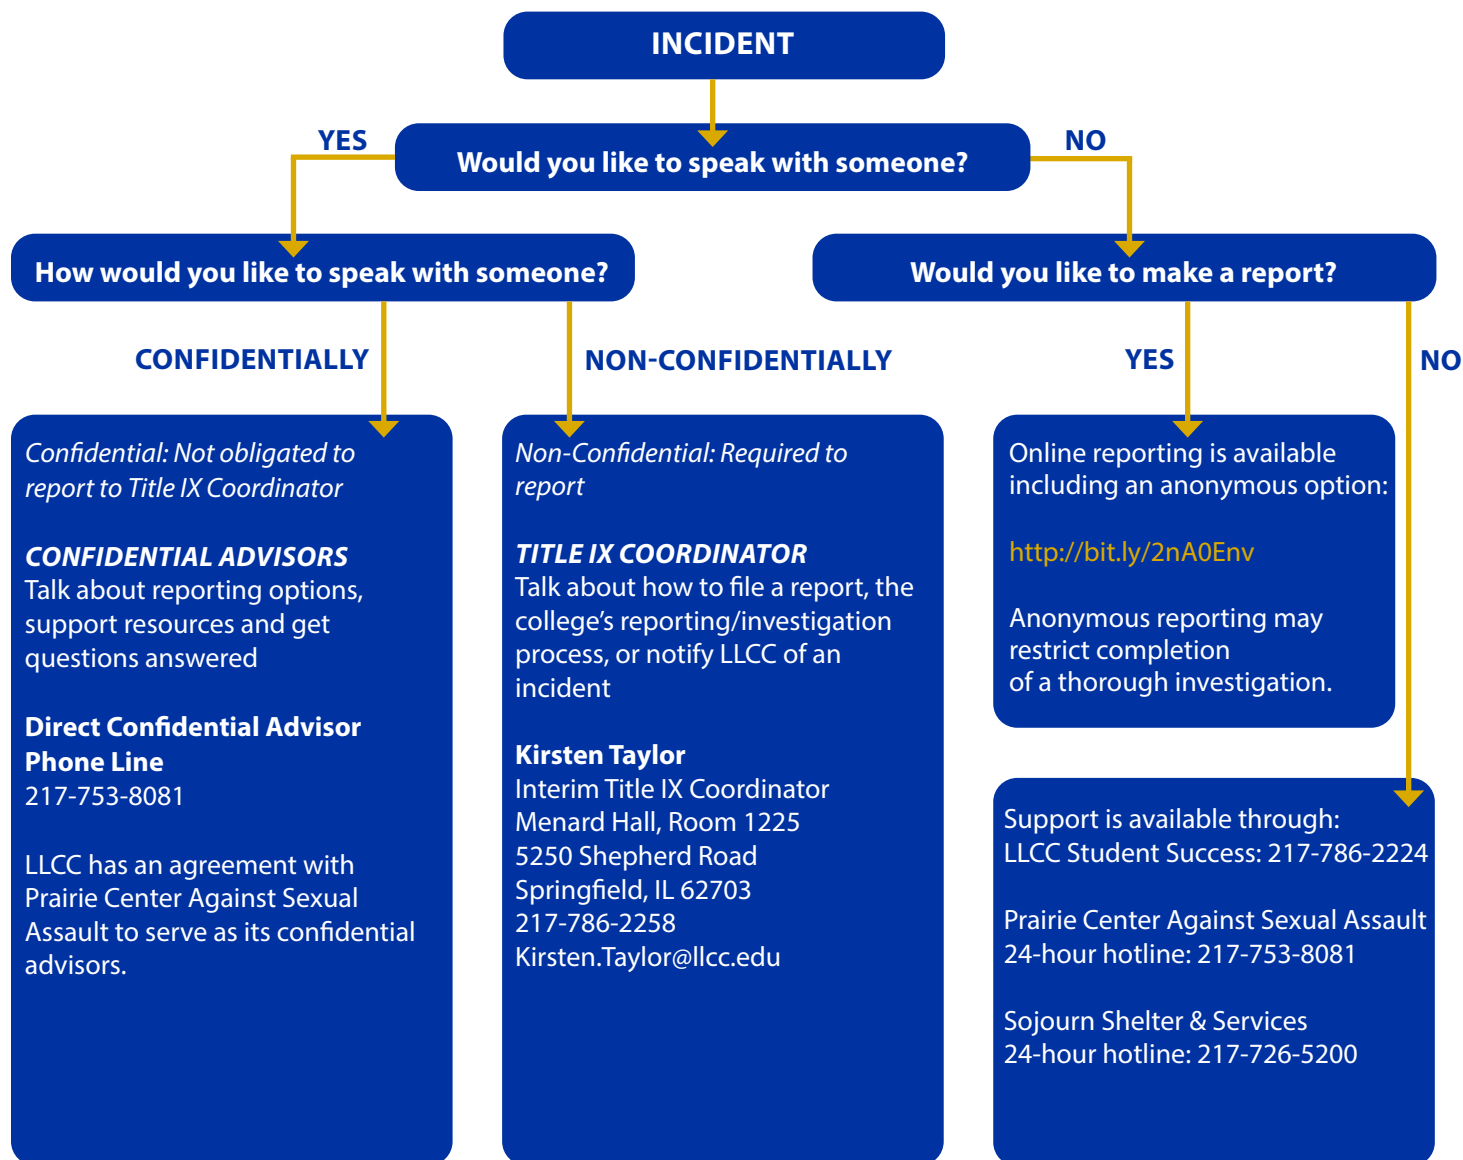 INCIDENT
YES
Would you like to speak with someone?
NO
How would you like to speak with someone?
Would you like to make a report?
CONFIDENTIALLY
NON-CONFIDENTIALLY
YES
NO
Confidential: Not obligated to
report to Title IX Coordinator
CONFIDENTIAL ADVISORS
Talk about reporting options,
support resources and get
questions answered
Direct Confidential Advisor
Phone Line
217-753-8081
LLCC has an agreement with
Prairie Center Against Sexual
Assault to serve as its confidential
advisors.
Non-Confidential: Required to
report
TITLE IX COORDINATOR
Talk about how to file a report, the
college’s reporting/investigation
process, or notify LLCC of an
incident
Kirsten Taylor
Interim Title IX Coordinator
Menard Hall, Room 1225
5250 Shepherd Road
Springfield, IL 62703
217-786-2258
Kirsten.Taylor@llcc.edu
Online reporting is available
including an anonymous option:
http://bit.ly/2nA0Env
Anonymous reporting may
restrict completion
of a thorough investigation.
Support is available through:
LLCC Student Success: 217-786-2224
Prairie Center Against Sexual Assault
24-hour hotline: 217-753-8081
Sojourn Shelter & Services
24-hour hotline: 217-726-5200